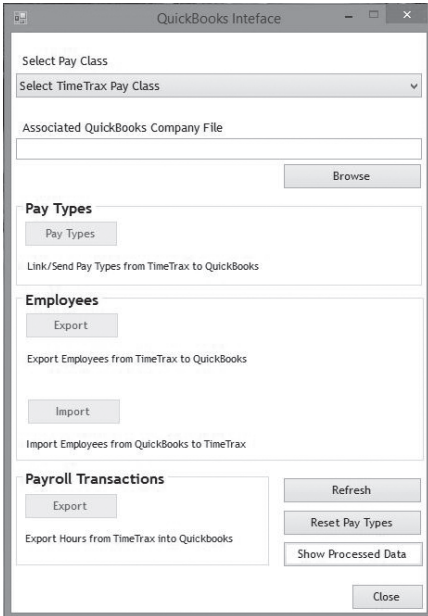 QuickBooks Inteface
Select Pay Class
Select TimeTrax Pay Class
Associated QuickBooks Company File
Browse
Pay Types
Pay Types
Link/Send Pay Types from TimeTrax to QuickBooks
Employees
Export
Export Employees from TimeTrax to QuickBooks
Import
Import Employees from QuickBooks to TimeTrax
Payroll Transactions
Export
Export Hours from TimeTrax into Quickbooks
Refresh
Reset Pay Types
Show Processed Data
Close